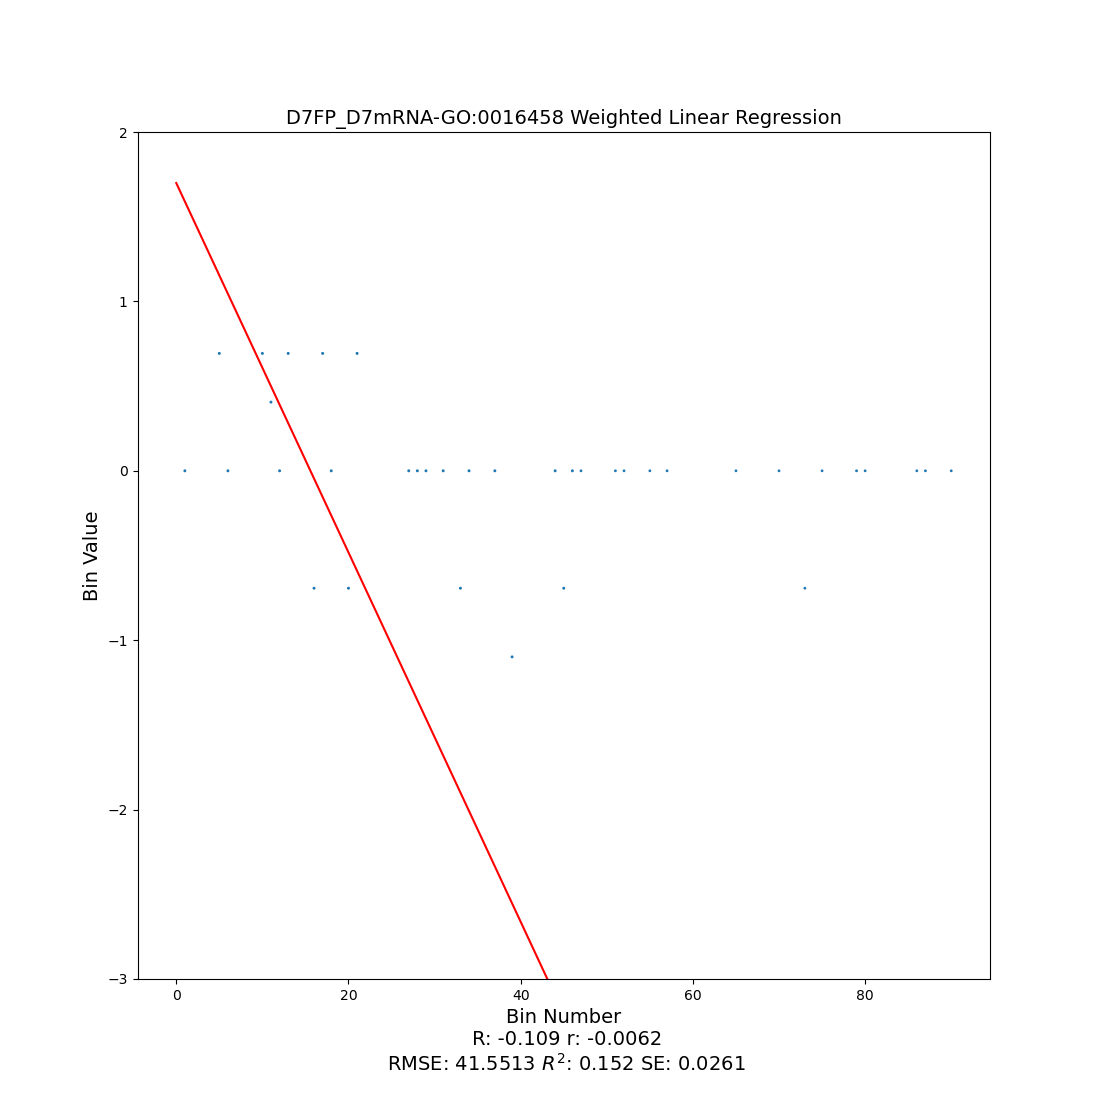 D7FP_D7mRNA-GO:0016458 Weighted Linear Regression
2
1
0
−1
−2
−3
Bin Value
0 20 40 60 80
Bin Number
R: -0.109 r: -0.0062
RMSE: 41.5513 R²: 0.152 SE: 0.0261